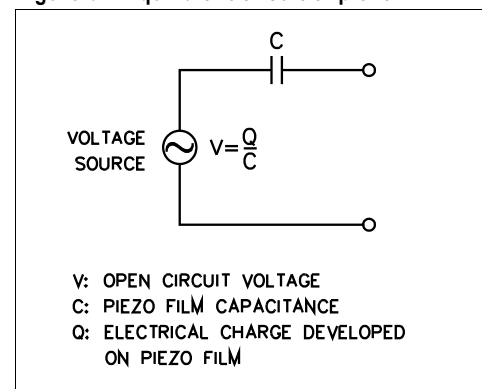 C
VOLTAGE
SOURCE
V=Q/C
V: OPEN CIRCUIT VOLTAGE
C: PIEZO FILM CAPACITANCE
Q: ELECTRICAL CHARGE DEVELOPED
ON PIEZO FILM